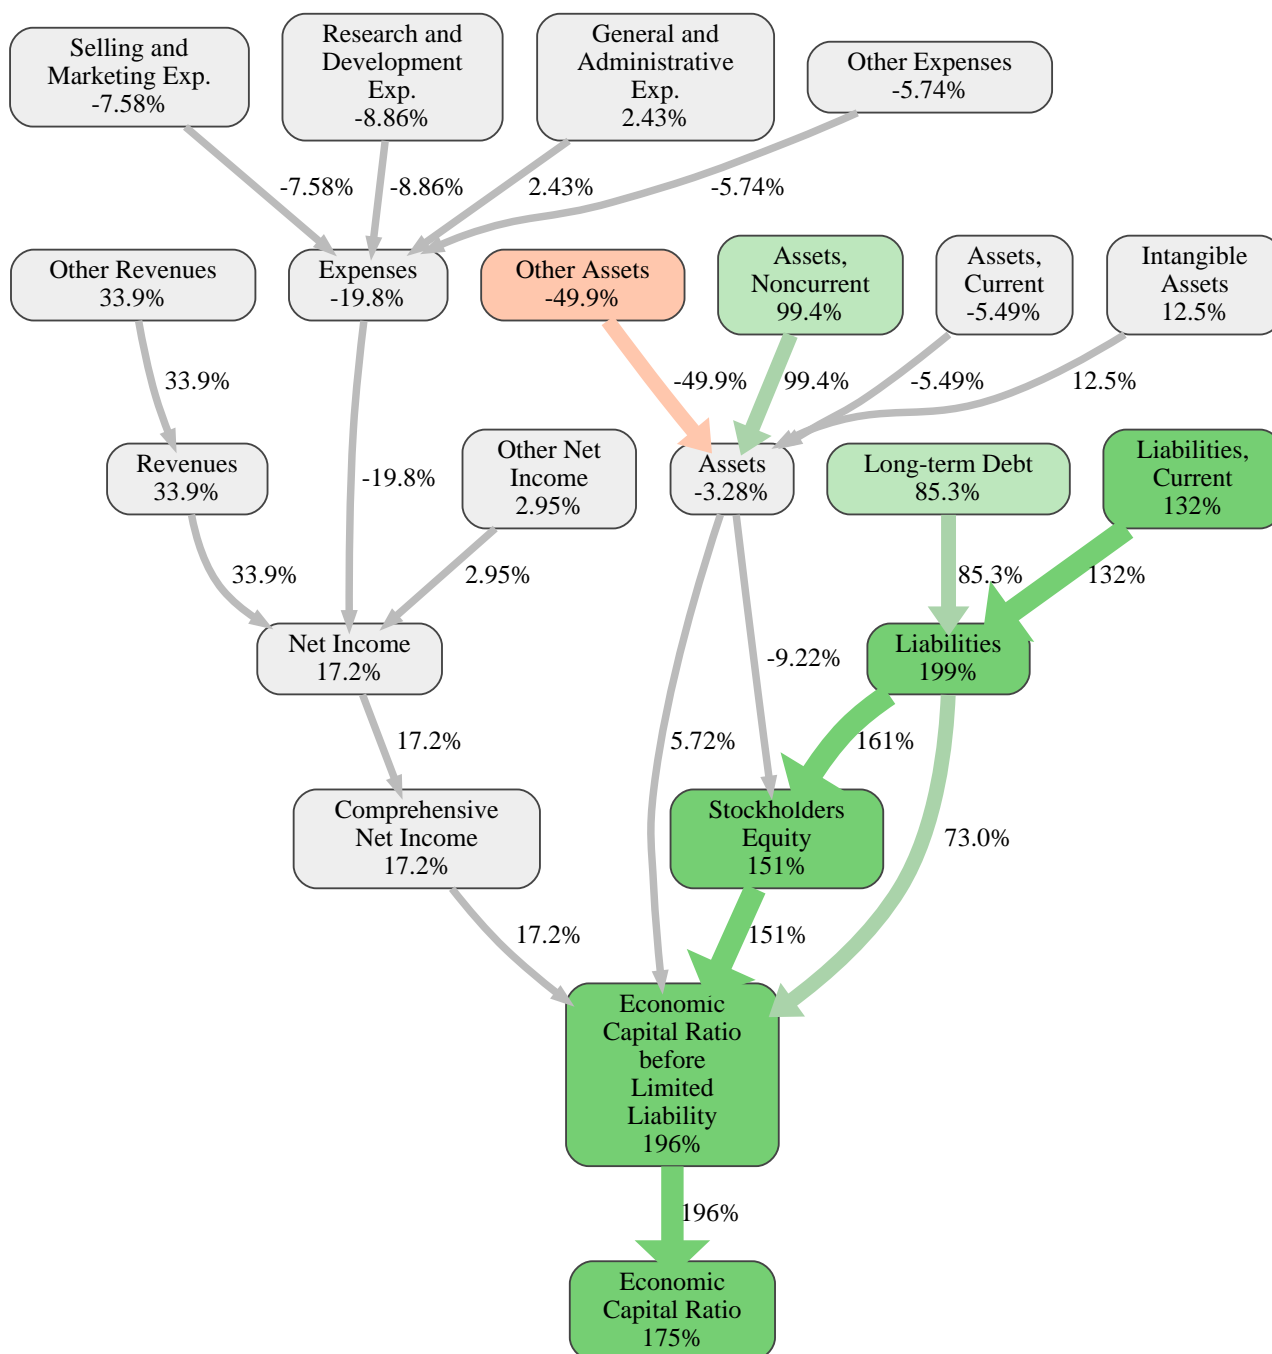 Selling and
Marketing Exp.
-7.58%
Research and
Development
Exp.
-8.86%
General and
Administrative
Exp.
2.43%
Other Expenses
-5.74%
-7.58%
-8.86%
2.43%
-5.74%
Other Revenues
33.9%
Expenses
-19.8%
Other Assets
-49.9%
Assets,
Noncurrent
99.4%
Assets,
Current
-5.49%
Intangible
Assets
12.5%
33.9%
-49.9%
99.4%
-5.49%
12.5%
Revenues
33.9%
-19.8%
Other Net
Income
2.95%
Assets
-3.28%
Long-term Debt
85.3%
Liabilities,
Current
132%
33.9%
2.95%
85.3%
132%
Net Income
17.2%
-9.22%
Liabilities
199%
17.2%
5.72%
161%
Comprehensive
Net Income
17.2%
Stockholders
Equity
151%
73.0%
17.2%
151%
Economic
Capital Ratio
before
Limited
Liability
196%
196%
Economic
Capital Ratio
175%